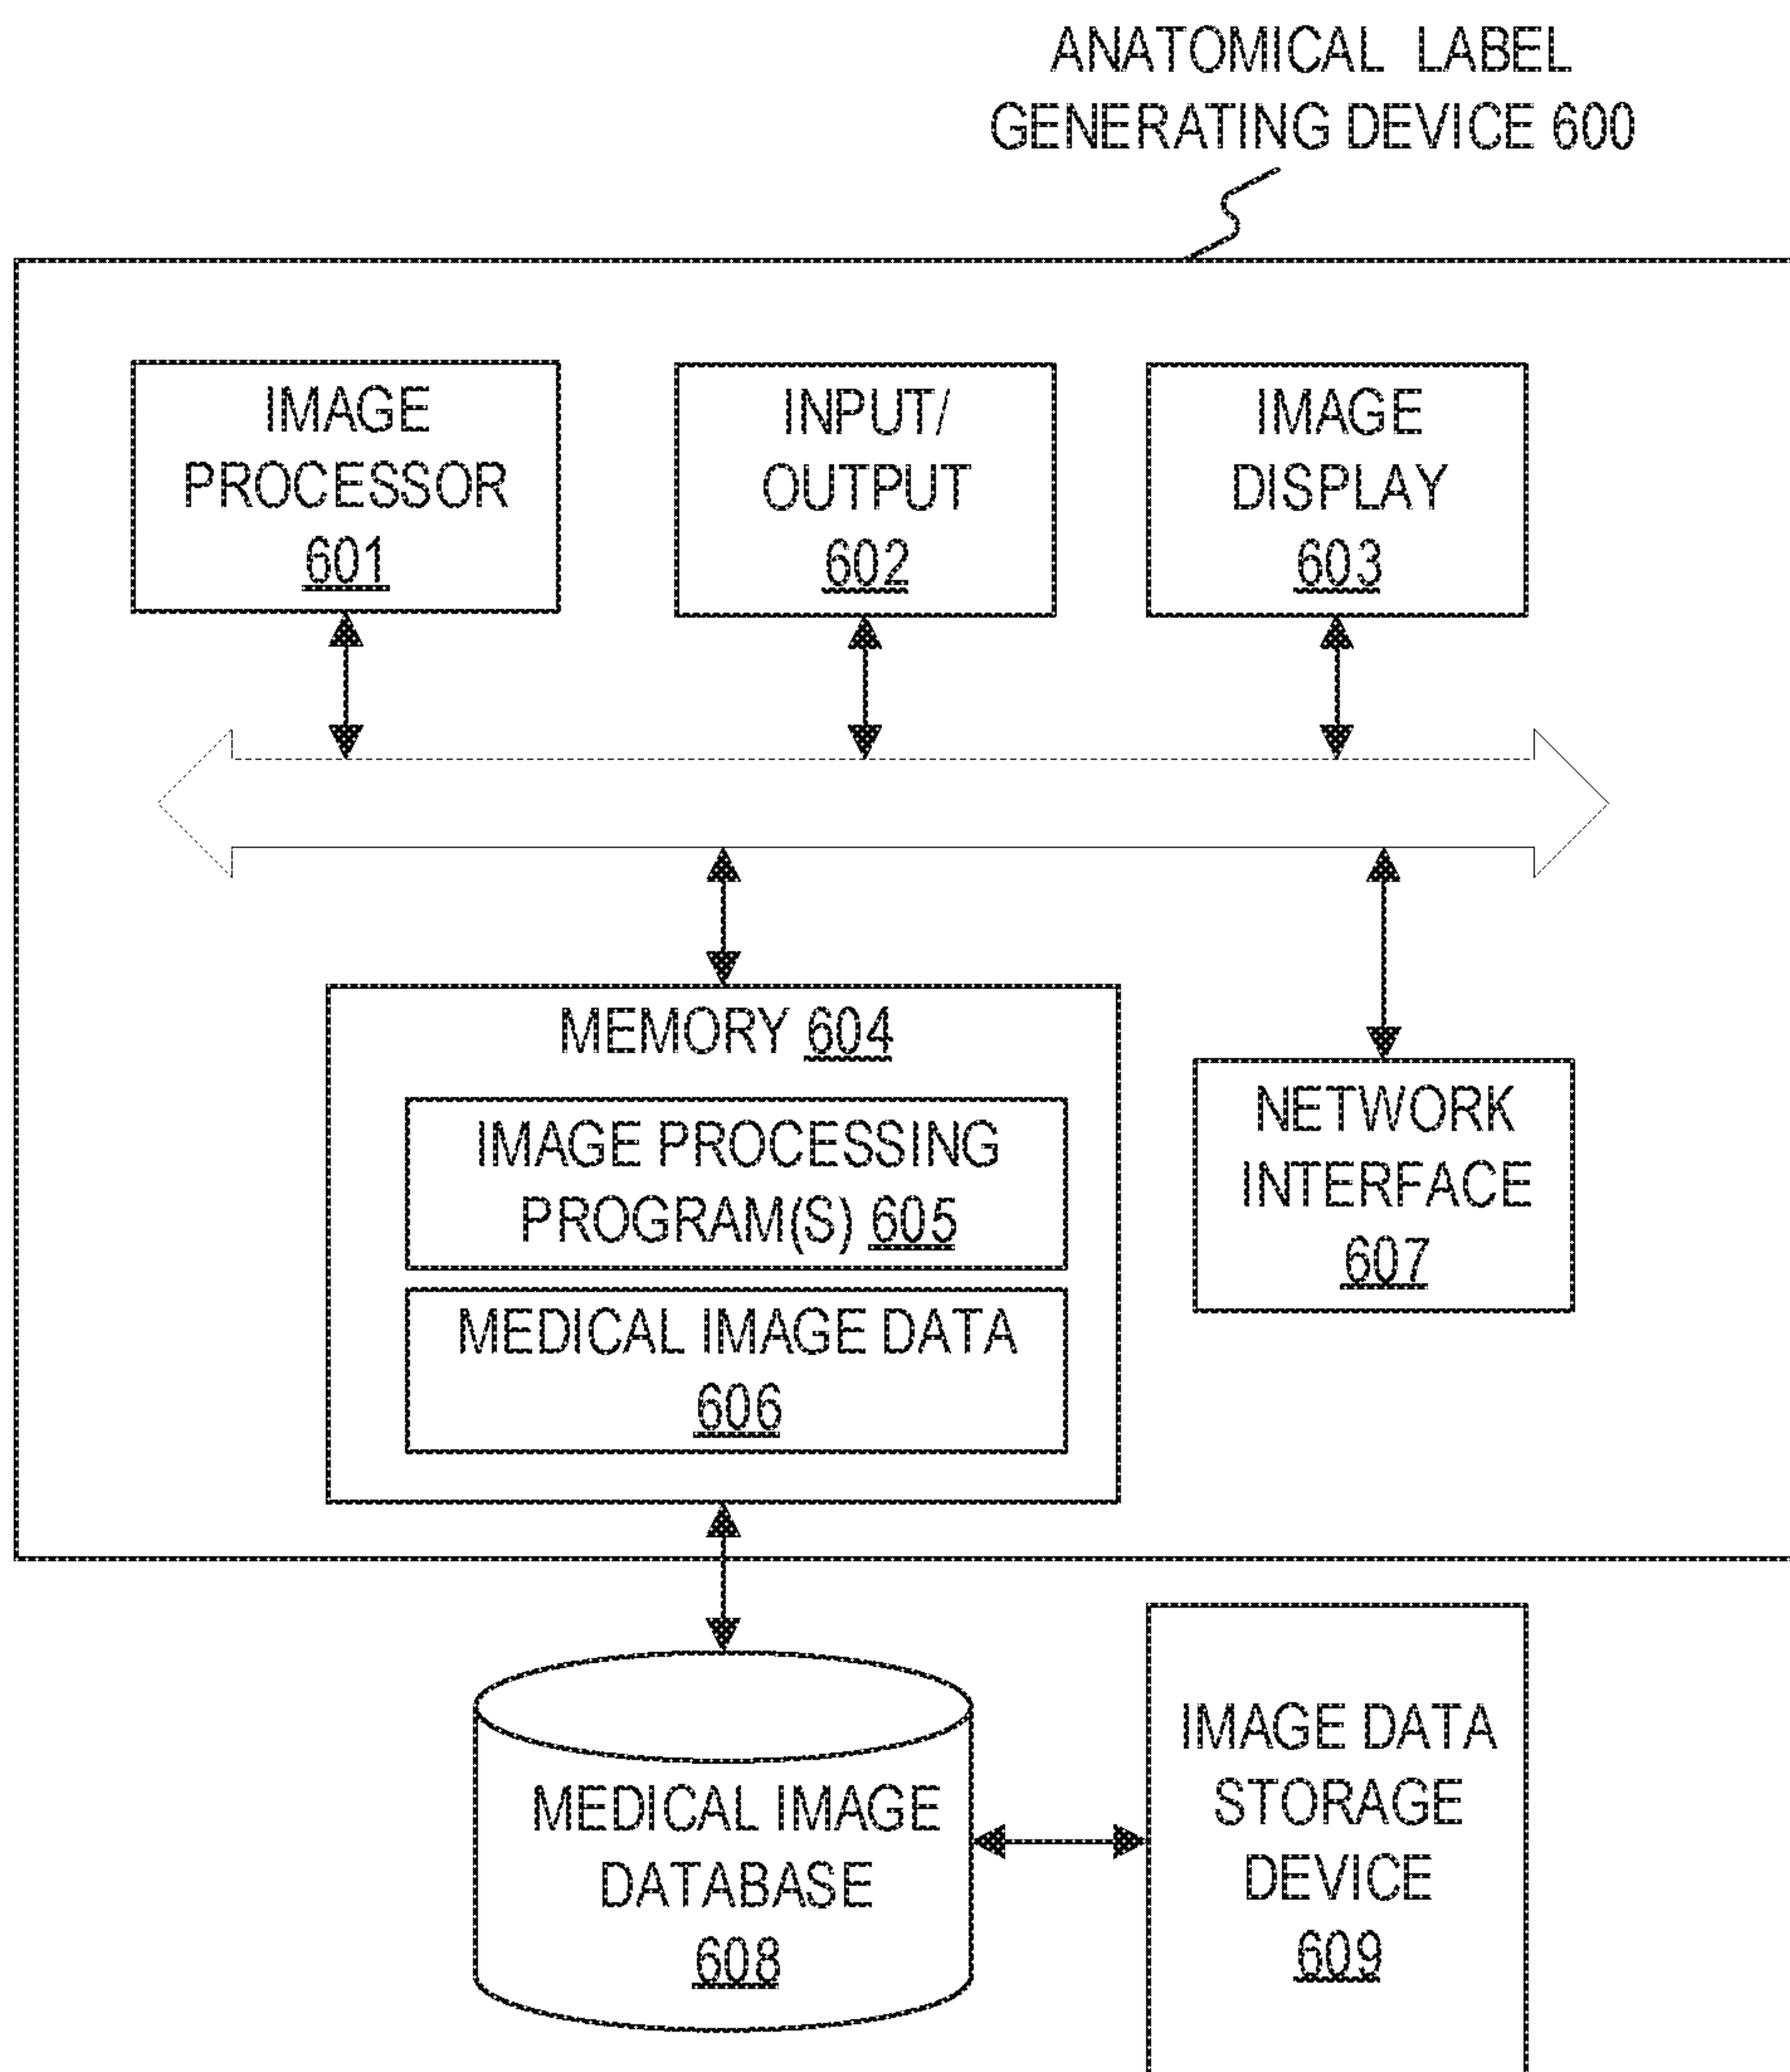 ANATOMICAL LABEL
GENERATING DEVICE 600
IMAGE
PROCESSOR
601
INPUT/
OUTPUT
602
IMAGE
DISPLAY
603
MEMORY 604
IMAGE PROCESSING
PROGRAM(S) 605
MEDICAL IMAGE DATA
606
NETWORK
INTERFACE
607
MEDICAL IMAGE
DATABASE
608
IMAGE DATA
STORAGE
DEVICE
609